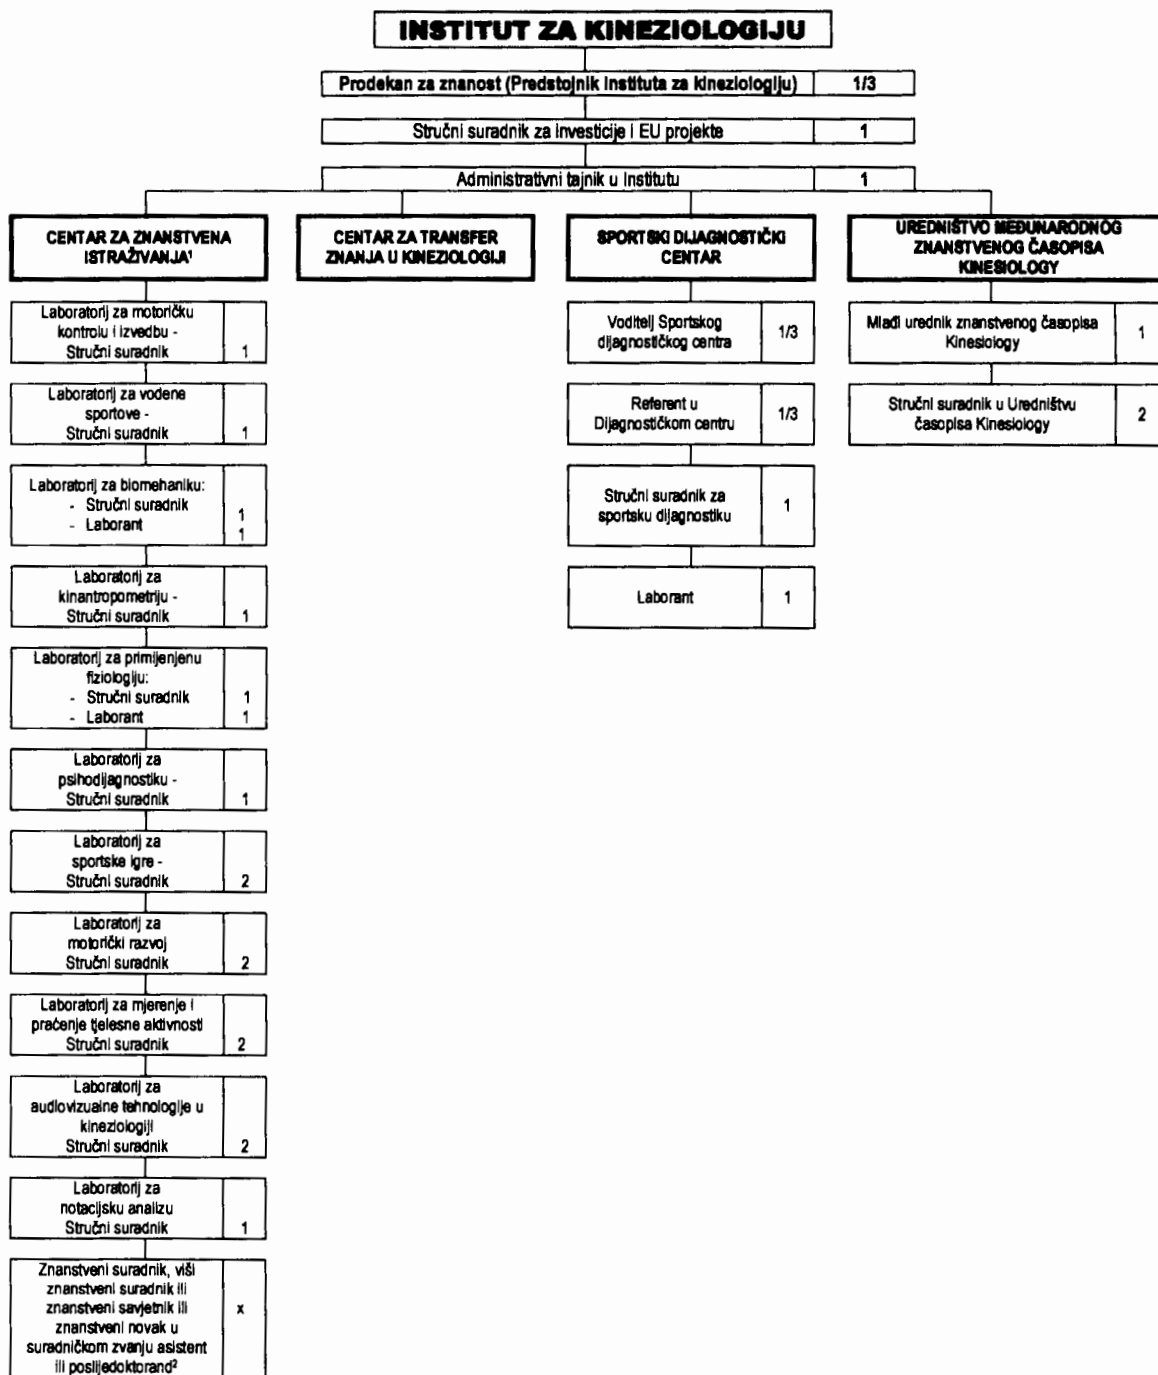 INSTITUT ZA KINEZIOLOGIJU
Prodekan za znanost (Predstojnik Instituta za kineziologiju) 1/3
Stručni suradnik za investicije i EU projekte 1
Administrativni tajnik u Institutu 1
CENTAR ZA ZNANSTVENA
ISTRAŽIVANJA¹
Laboratorij za motoričku
kontrolu i izvedbu -
Stručni suradnik 1
Laboratorij za vodene
sportove -
Stručni suradnik 1
Laboratorij za biomehaniku:
- Stručni suradnik 1
- Laborant 1
Laboratorij za
kinantropometriju -
Stručni suradnik 1
Laboratorij za primijenjenu
fiziologiju:
- Stručni suradnik 1
- Laborant 1
Laboratorij za
psihodijagnostiku -
Stručni suradnik 1
Laboratorij za
sportske igre -
Stručni suradnik 2
Laboratorij za
motorički razvoj
Stručni suradnik 2
Laboratorij za mjerenje i
praćenje tjelesne aktivnosti
Stručni suradnik 2
Laboratorij za
audiovizualne tehnologije u
kineziologiji
Stručni suradnik 2
Laboratorij za
notacijsku analizu
Stručni suradnik 1
Znanstveni suradnik, viši
znanstveni suradnik ili
znanstveni savjetnik ili x
znanstveni novak u
suradničkom zvanju asistent
ili poslijedoktorand²
CENTAR ZA TRANSFER
ZNANJA U KINEZIOLOGIJI
SPORTSKI DIJAGNOSTIČKI
CENTAR
Voditelj Sportskog
dijagnostičkog centra 1/3
Referent u
Dijagnostičkom centru 1/3
Stručni suradnik za
sportsku dijagnostiku 1
Laborant 1
UREDNIŠTVO MEĐUNARODNOG
ZNANSTVENOG ČASOPISA
KINESIOLOGY
Mlađi urednik znanstvenog časopisa
Kinesiology 1
Stručni suradnik u Uredništvu
časopisa Kinesiology 2